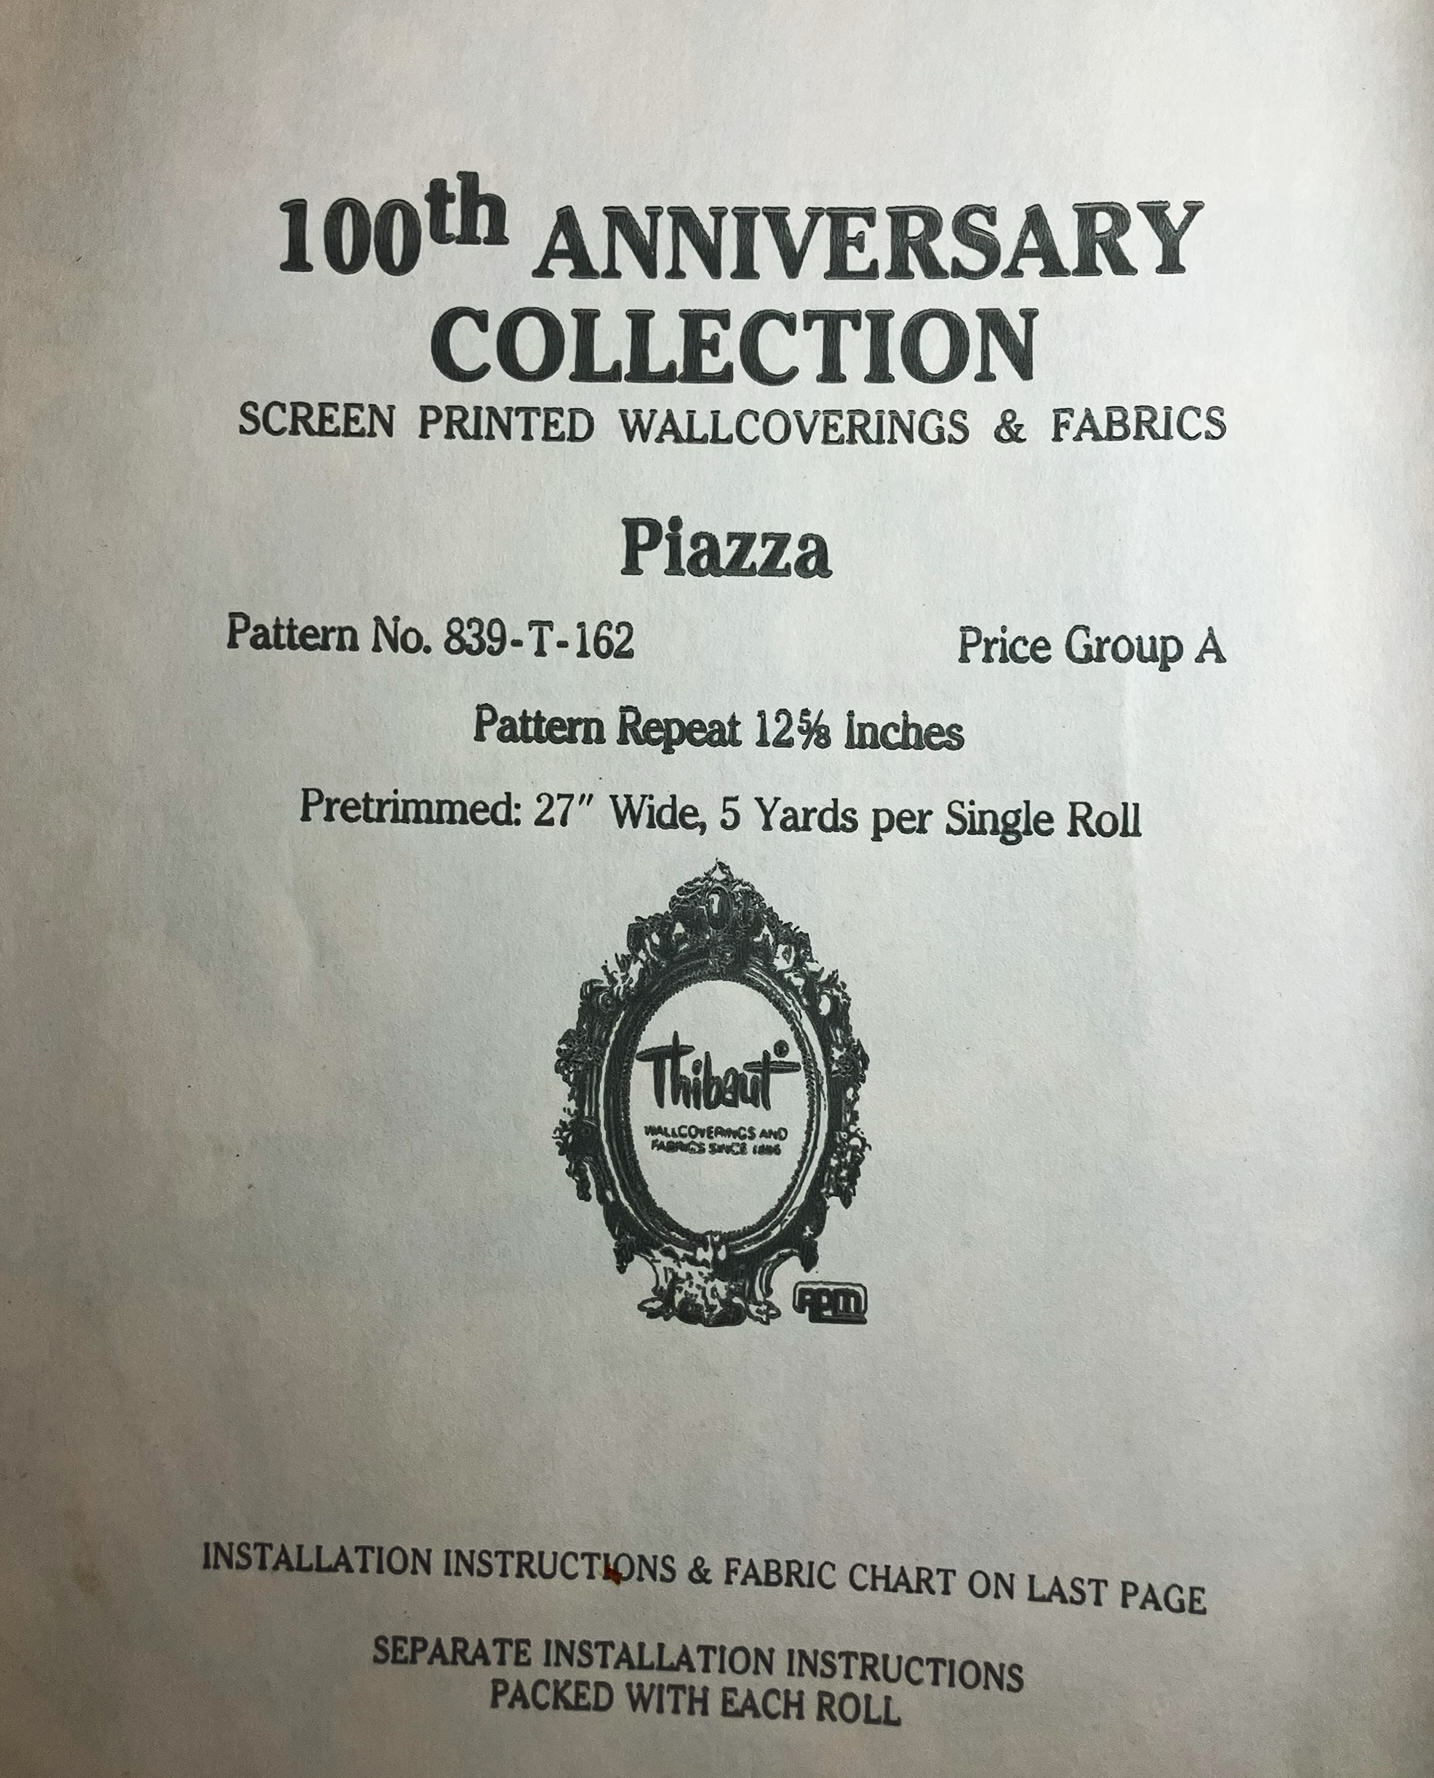 100th ANNIVERSARY
COLLECTION
SCREEN PRINTED WALLCOVERINGS & FABRICS
Piazza
Pattern No. 839-T-162 Price Group A
Pattern Repeat 12⅝ Inches
Pretrimmed: 27″ Wide, 5 Yards per Single Roll
Thibaut®
WALLCOVERINGS AND
FABRICS SINCE 1886
RPM
INSTALLATION INSTRUCTIONS & FABRIC CHART ON LAST PAGE
SEPARATE INSTALLATION INSTRUCTIONS
PACKED WITH EACH ROLL